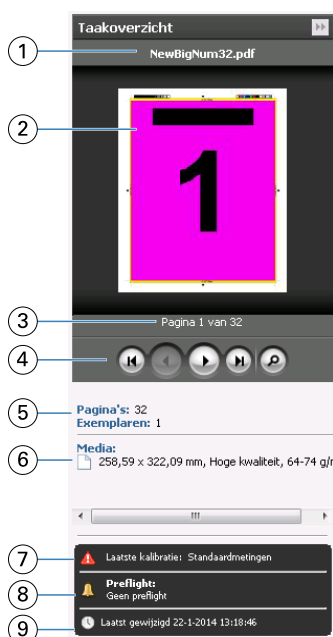 Taakoverzicht
1
NewBigNum32.pdf
2
1
3
Pagina 1 van 32
4
5
Pagina's: 32
Exemplaren: 1
6
Media:
258,59 x 322,09 mm, Hoge kwaliteit, 64-74 g/
7
Laatste kalibratie: Standaardmetingen
8
Preflight:
Geen preflight
9
Laatst gewijzigd 22-1-2014 13:18:46